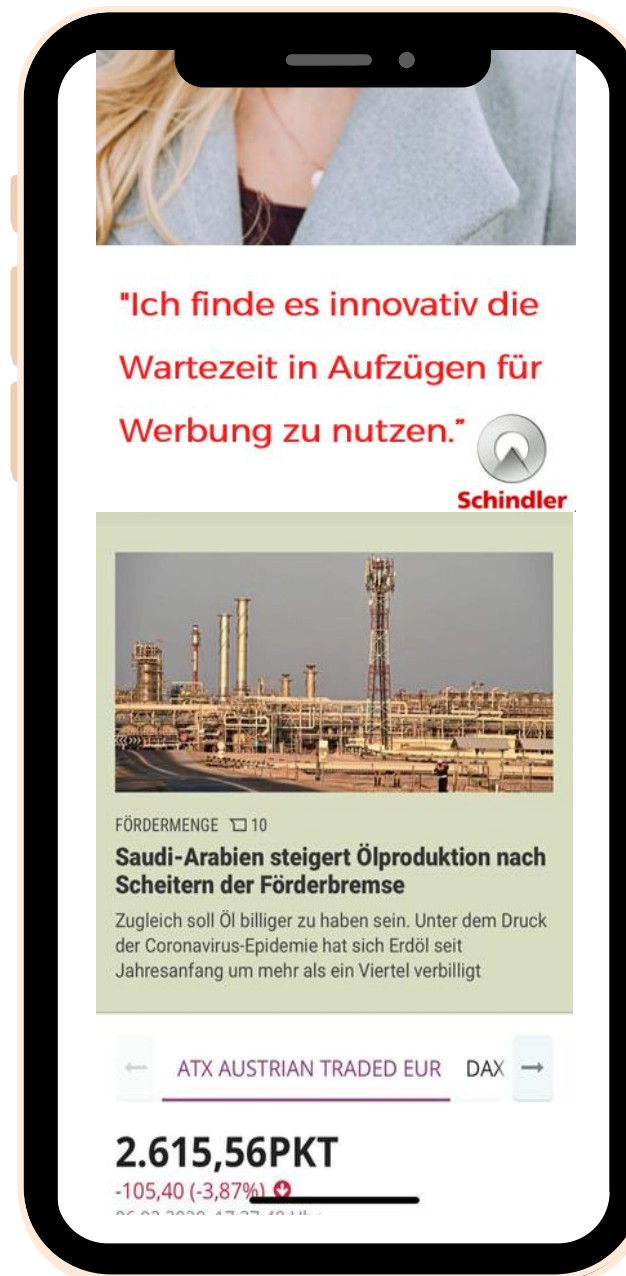 "Ich finde es innovativ die
Wartezeit in Aufzügen für
Werbung zu nutzen."
Schindler
FÖRDERMENGE 10
Saudi-Arabien steigert Ölproduktion nach
Scheitern der Förderbremse
Zugleich soll Öl billiger zu haben sein. Unter dem Druck
der Coronavirus-Epidemie hat sich Erdöl seit
Jahresanfang um mehr als ein Viertel verbilligt
ATX AUSTRIAN TRADED EUR DAX
2.615,56PKT
-105,40 (-3,87%)